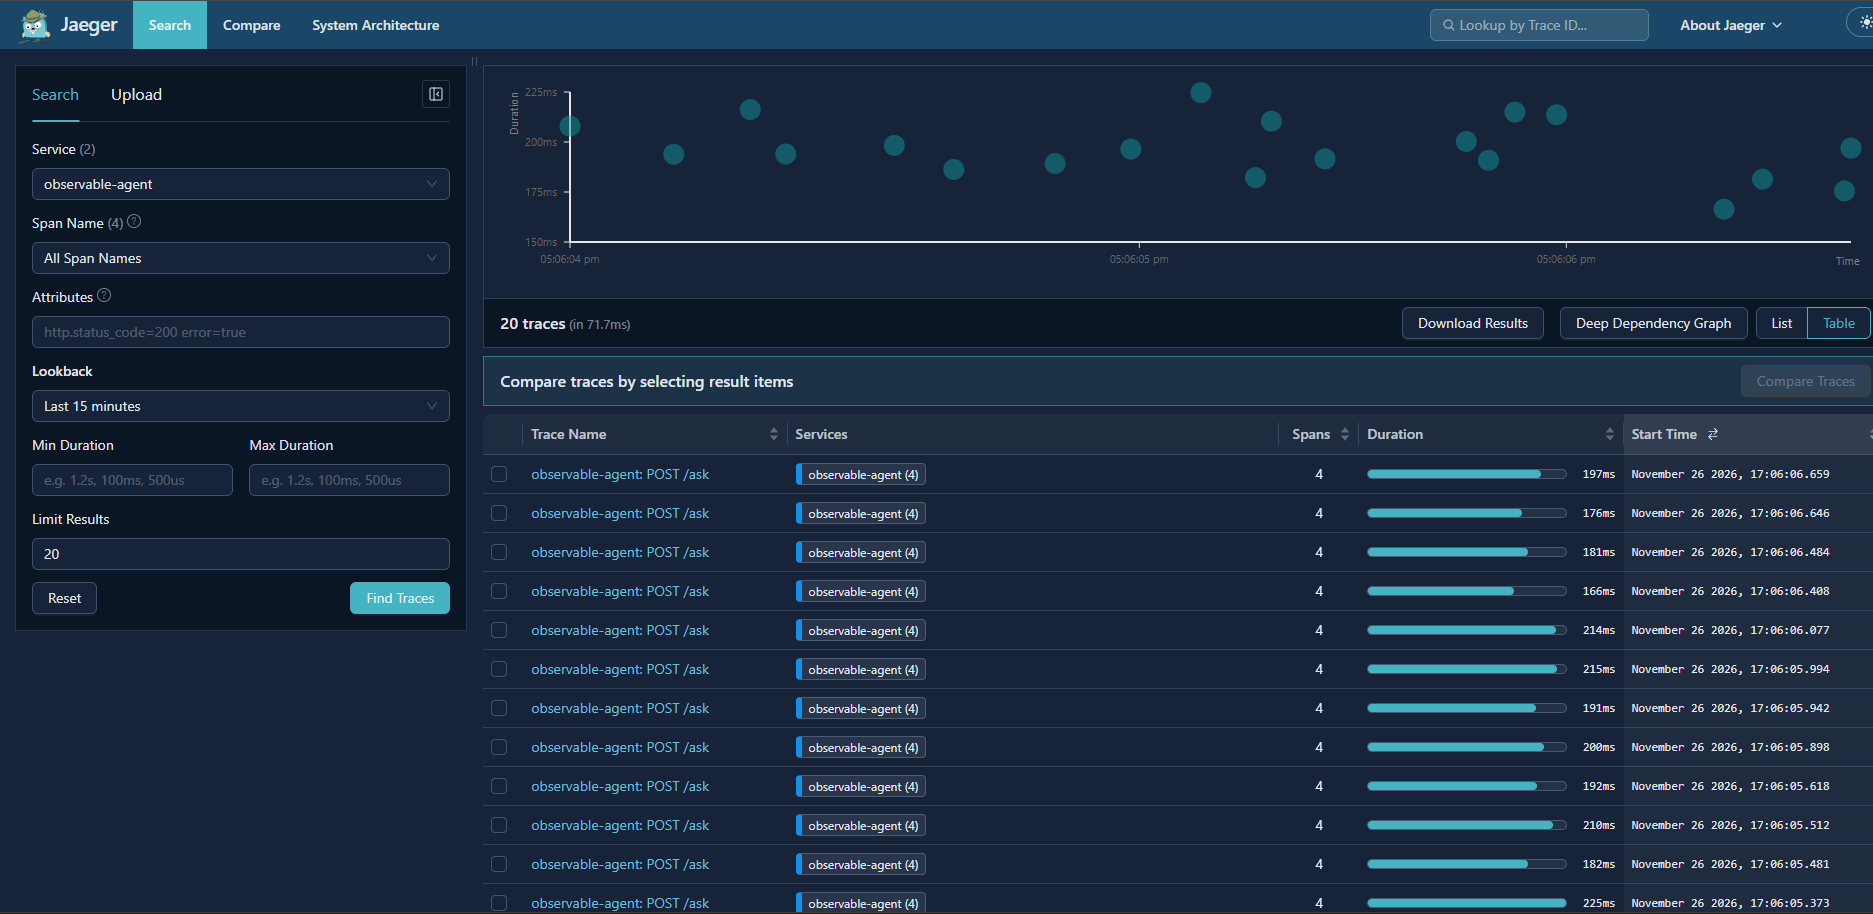 Jaeger Search Compare System Architecture Lookup by Trace ID... About Jaeger
Search Upload
Service (2)
observable-agent
Span Name (4)
All Span Names
Attributes
http.status_code=200 error=true
Lookback
Last 15 minutes
Min Duration Max Duration
e.g. 1.2s, 100ms, 500us e.g. 1.2s, 100ms, 500us
Limit Results
20
Reset Find Traces
Duration
225ms
200ms
175ms
150ms
05:06:04 pm 05:06:05 pm 05:06:06 pm Time
20 traces (in 71.7ms) Download Results Deep Dependency Graph List Table
Compare traces by selecting result items Compare Traces
Trace Name Services Spans Duration Start Time
observable-agent: POST /ask observable-agent (4) 4 197ms November 26 2026, 17:06:06.659
observable-agent: POST /ask observable-agent (4) 4 176ms November 26 2026, 17:06:06.646
observable-agent: POST /ask observable-agent (4) 4 181ms November 26 2026, 17:06:06.484
observable-agent: POST /ask observable-agent (4) 4 166ms November 26 2026, 17:06:06.408
observable-agent: POST /ask observable-agent (4) 4 214ms November 26 2026, 17:06:06.077
observable-agent: POST /ask observable-agent (4) 4 215ms November 26 2026, 17:06:05.994
observable-agent: POST /ask observable-agent (4) 4 191ms November 26 2026, 17:06:05.942
observable-agent: POST /ask observable-agent (4) 4 200ms November 26 2026, 17:06:05.898
observable-agent: POST /ask observable-agent (4) 4 192ms November 26 2026, 17:06:05.618
observable-agent: POST /ask observable-agent (4) 4 210ms November 26 2026, 17:06:05.512
observable-agent: POST /ask observable-agent (4) 4 182ms November 26 2026, 17:06:05.481
observable-agent: POST /ask observable-agent (4) 4 225ms November 26 2026, 17:06:05.373